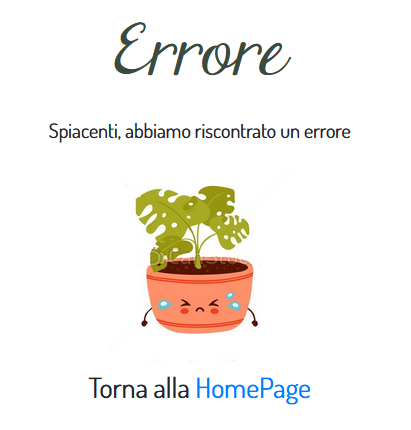 Errore
Spiacenti, abbiamo riscontrato un errore
Torna alla HomePage